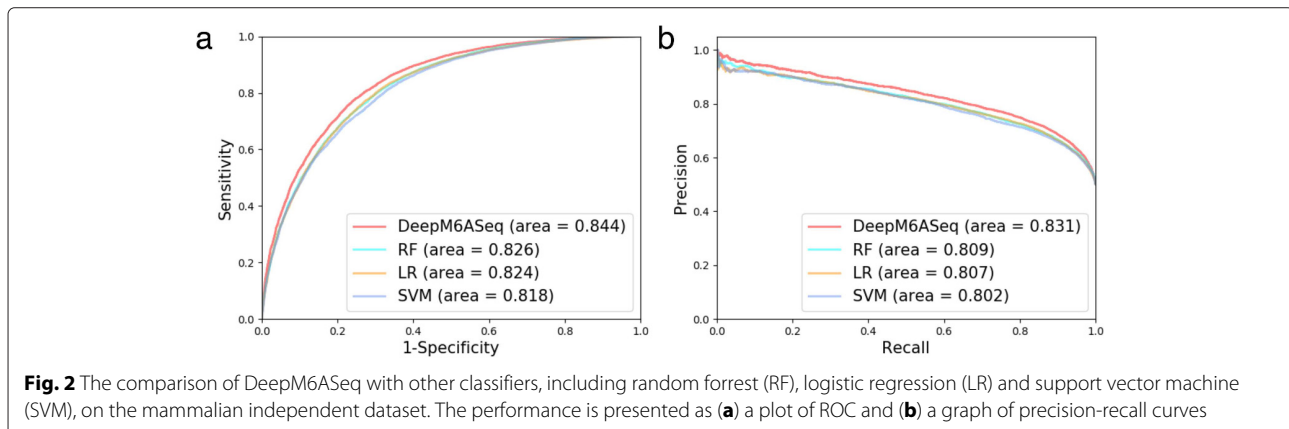 a
1.0
0.8
0.6
0.4
0.2
0.0
Sensitivity
DeepM6ASeq (area = 0.844)
RF (area = 0.826)
LR (area = 0.824)
SVM (area = 0.818)
0.0 0.2 0.4 0.6 0.8 1.0
1-Specificity
b
1.0
0.8
0.6
0.4
0.2
0.0
Precision
DeepM6ASeq (area = 0.831)
RF (area = 0.809)
LR (area = 0.807)
SVM (area = 0.802)
0.0 0.2 0.4 0.6 0.8 1.0
Recall
Fig. 2 The comparison of DeepM6ASeq with other classifiers, including random forrest (RF), logistic regression (LR) and support vector machine
(SVM), on the mammalian independent dataset. The performance is presented as (a) a plot of ROC and (b) a graph of precision-recall curves